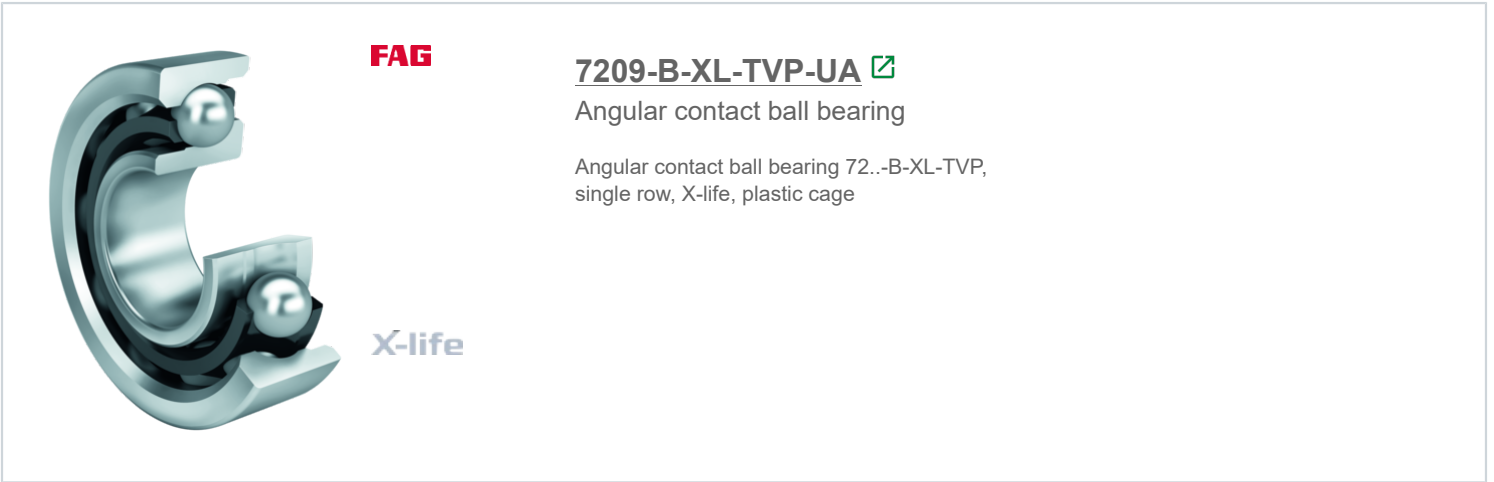 FAG
7209-B-XL-TVP-UA
Angular contact ball bearing
Angular contact ball bearing 72..-B-XL-TVP,
single row, X-life, plastic cage
X-life